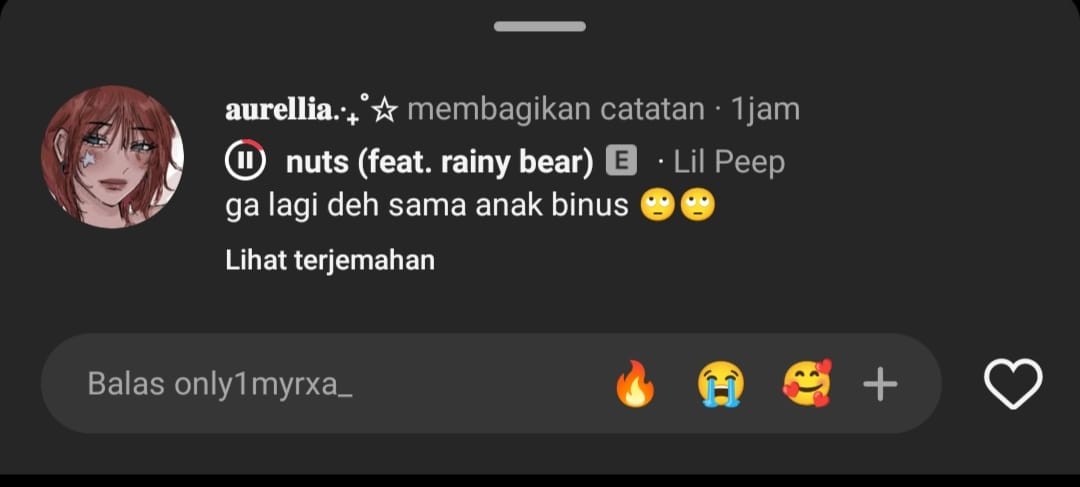 aurellia.‧₊˚☆ membagikan catatan · 1jam
nuts (feat. rainy bear) E · Lil Peep
ga lagi deh sama anak binus 🙄🙄
Lihat terjemahan
Balas only1myrxa_ 🔥 😭 🥰 +